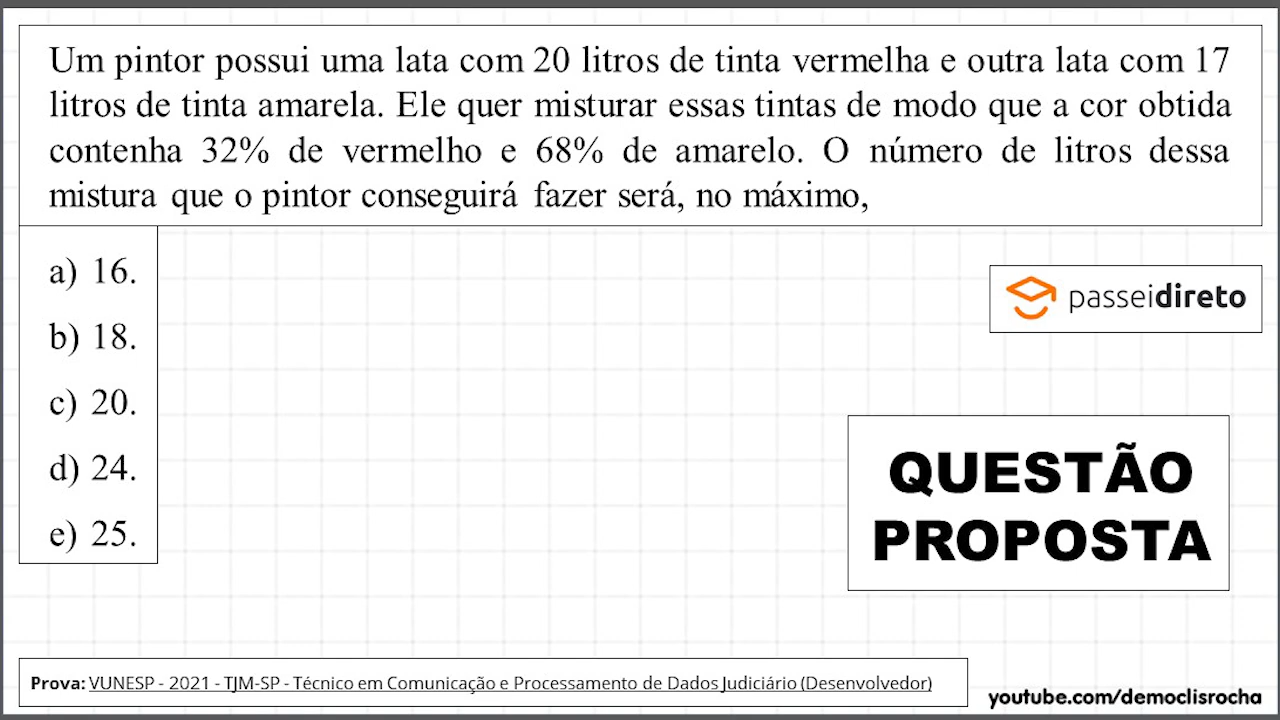 Um pintor possui uma lata com 20 litros de tinta vermelha e outra lata com 17
litros de tinta amarela. Ele quer misturar essas tintas de modo que a cor obtida
contenha 32% de vermelho e 68% de amarelo. O número de litros dessa
mistura que o pintor conseguirá fazer será, no máximo,
a) 16.
b) 18.
c) 20.
d) 24.
e) 25.
passeidireto
QUESTÃO
PROPOSTA
Prova: VUNESP - 2021 - TJM-SP - Técnico em Comunicação e Processamento de Dados Judiciário (Desenvolvedor)
youtube.com/democlisrocha